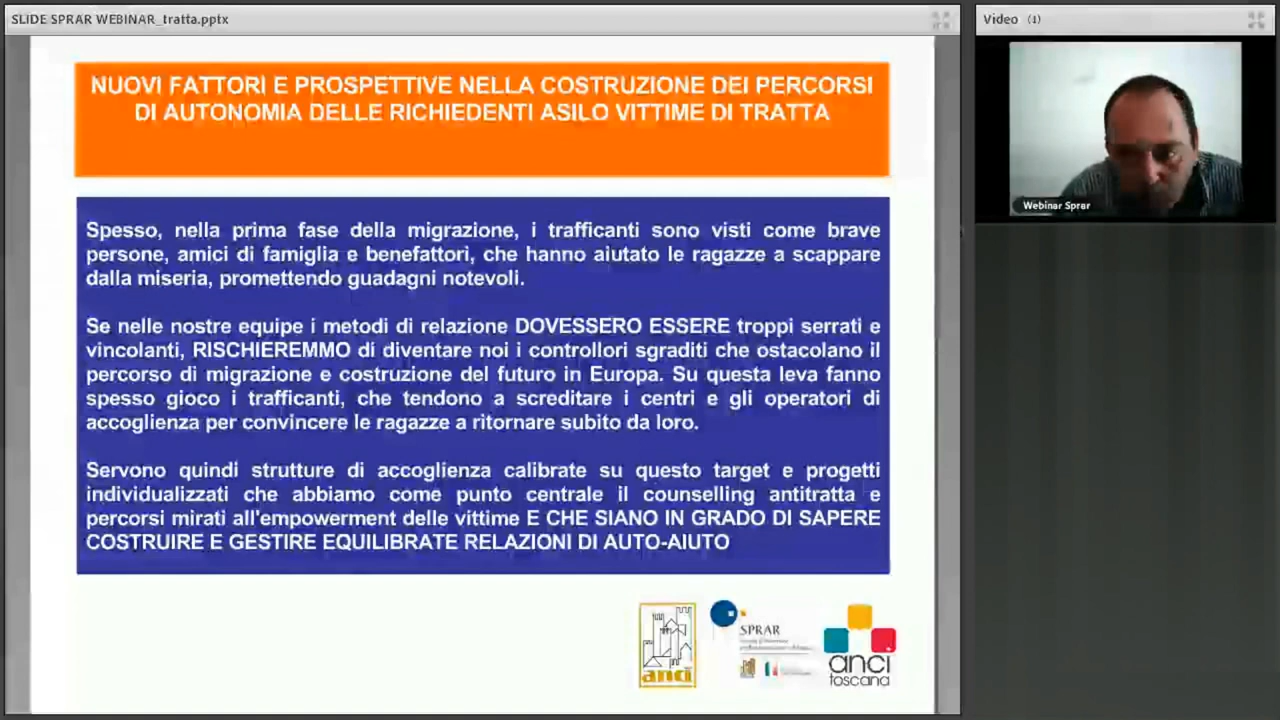 SLIDE SPRAR WEBINAR_tratta.pptx
Video (1)
NUOVI FATTORI E PROSPETTIVE NELLA COSTRUZIONE DEI PERCORSI
DI AUTONOMIA DELLE RICHIEDENTI ASILO VITTIME DI TRATTA
Webinar Sprar
Spesso, nella prima fase della migrazione, i trafficanti sono visti come brave
persone, amici di famiglia e benefattori, che hanno aiutato le ragazze a scappare
dalla miseria, promettendo guadagni notevoli.
Se nelle nostre equipe i metodi di relazione DOVESSERO ESSERE troppi serrati e
vincolanti, RISCHIEREMMO di diventare noi i controllori sgraditi che ostacolano il
percorso di migrazione e costruzione del futuro in Europa. Su questa leva fanno
spesso gioco i trafficanti, che tendono a screditare i centri e gli operatori di
accoglienza per convincere le ragazze a ritornare subito da loro.
Servono quindi strutture di accoglienza calibrate su questo target e progetti
individualizzati che abbiamo come punto centrale il counselling antitratta e
percorsi mirati all'empowerment delle vittime E CHE SIANO IN GRADO DI SAPERE
COSTRUIRE E GESTIRE EQUILIBRATE RELAZIONI DI AUTO-AIUTO
anci
SPRAR
anci
toscana